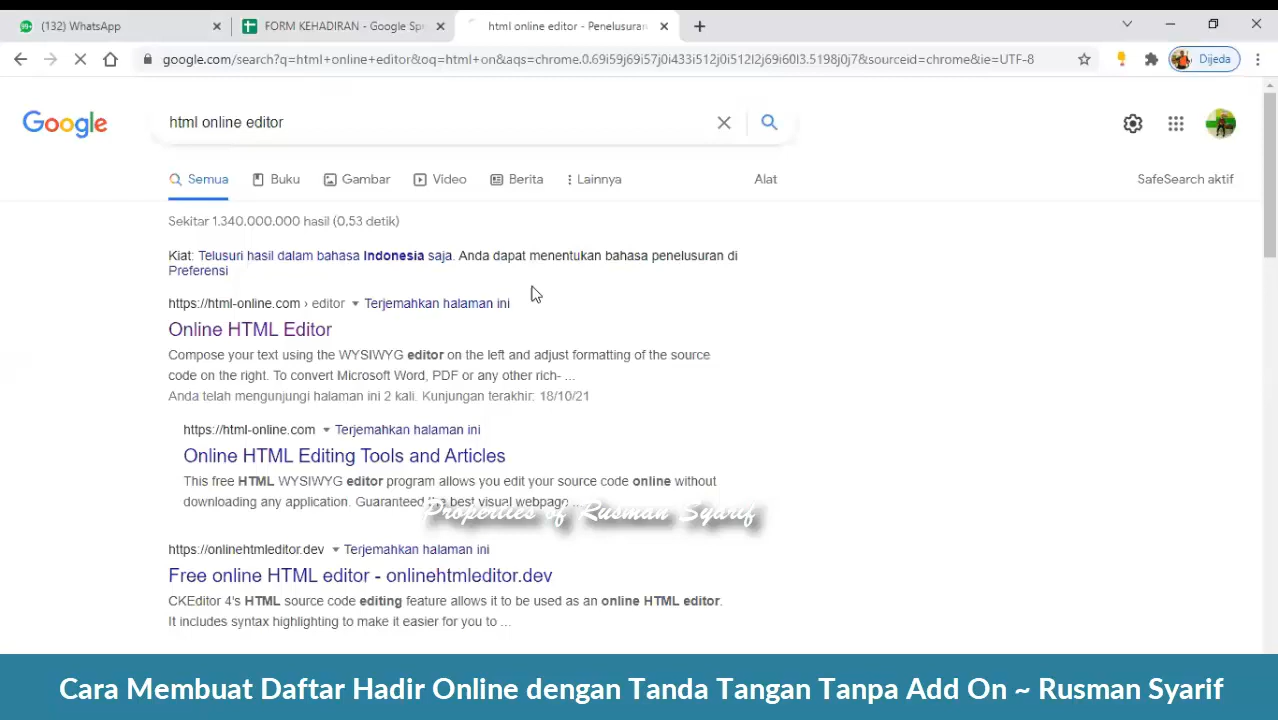 (132) WhatsApp
FORM KEHADIRAN - Google Spr
html online editor - Penelusuran
google.com/search?q=html+online+editor&oq=html+on&aqs=chrome.0.69i59j69i57j0i433i512j0i512l2j69i60l3.5198j0j7&sourceid=chrome&ie=UTF-8
Dijeda
Google
html online editor
Semua
Buku
Gambar
Video
Berita
Lainnya
Alat
SafeSearch aktif
Sekitar 1.340.000.000 hasil (0,53 detik)
Kiat: Telusuri hasil dalam bahasa Indonesia saja. Anda dapat menentukan bahasa penelusuran di
Preferensi
https://html-online.com › editor Terjemahkan halaman ini
Online HTML Editor
Compose your text using the WYSIWYG editor on the left and adjust formatting of the source
code on the right. To convert Microsoft Word, PDF or any other rich- ...
Anda telah mengunjungi halaman ini 2 kali. Kunjungan terakhir: 18/10/21
https://html-online.com Terjemahkan halaman ini
Online HTML Editing Tools and Articles
This free HTML WYSIWYG editor program allows you edit your source code online without
downloading any application. Guaranteed the best visual webpage ...
Properties of Rusman Syarif
https://onlinehtmleditor.dev Terjemahkan halaman ini
Free online HTML editor - onlinehtmleditor.dev
CKEditor 4's HTML source code editing feature allows it to be used as an online HTML editor.
It includes syntax highlighting to make it easier for you to ...
Cara Membuat Daftar Hadir Online dengan Tanda Tangan Tanpa Add On ~ Rusman Syarif